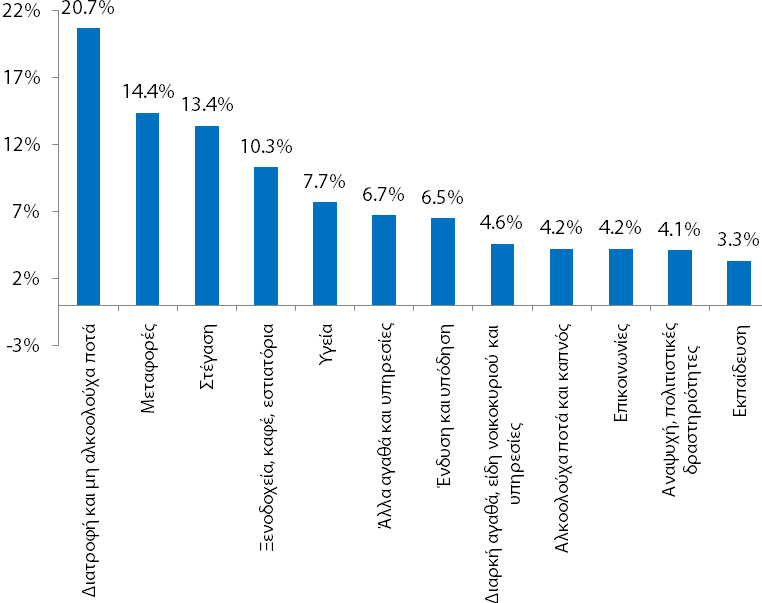 22%
17%
12%
7%
2%
-3%
20.7%
14.4%
13.4%
10.3%
7.7%
6.7%
6.5%
4.6%
4.2%
4.2%
4.1%
3.3%
Διατροφή και μη αλκοολούχα ποτά
Μεταφορές
Στέγαση
Ξενοδοχεία, καφέ, εστιατόρια
Υγεία
Άλλα αγαθά και υπηρεσίες
Ένδυση και υπόδηση
Διαρκή αγαθά, είδη νοικοκυριού και
υπηρεσίες
Αλκοολούχα ποτά και καπνός
Επικοινωνίες
Αναψυχή, πολιτιστικές
δραστηριότητες
Εκπαίδευση